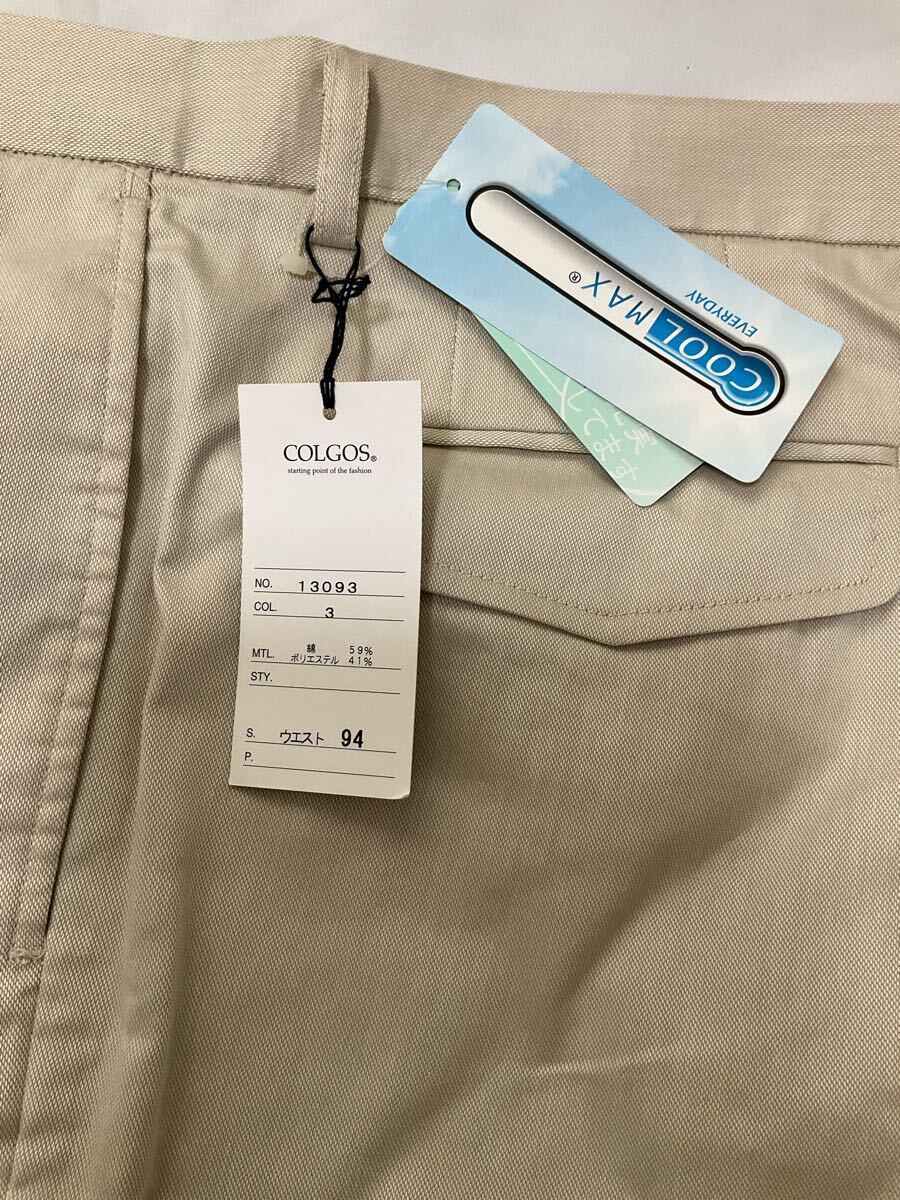 COOLMAX®
EVERYDAY
COLGOS®
starting point of the fashion
NO. 13093
COL. 3
MTL. 綿 59%
ポリエステル 41%
STY.
S. ウエスト 94
P.